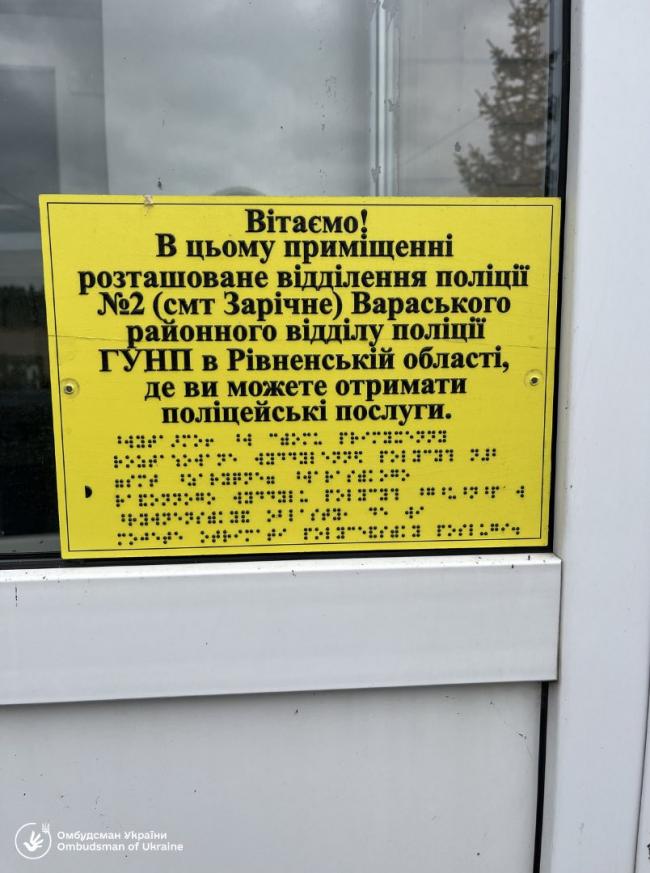 Вітаємо!
В цьому приміщенні
розташоване відділення поліції
№2 (смт Зарічне) Вараського
районного відділу поліції
ГУНП в Рівненській області,
де ви можете отримати
поліцейські послуги.
Омбудсман України
Ombudsman of Ukraine